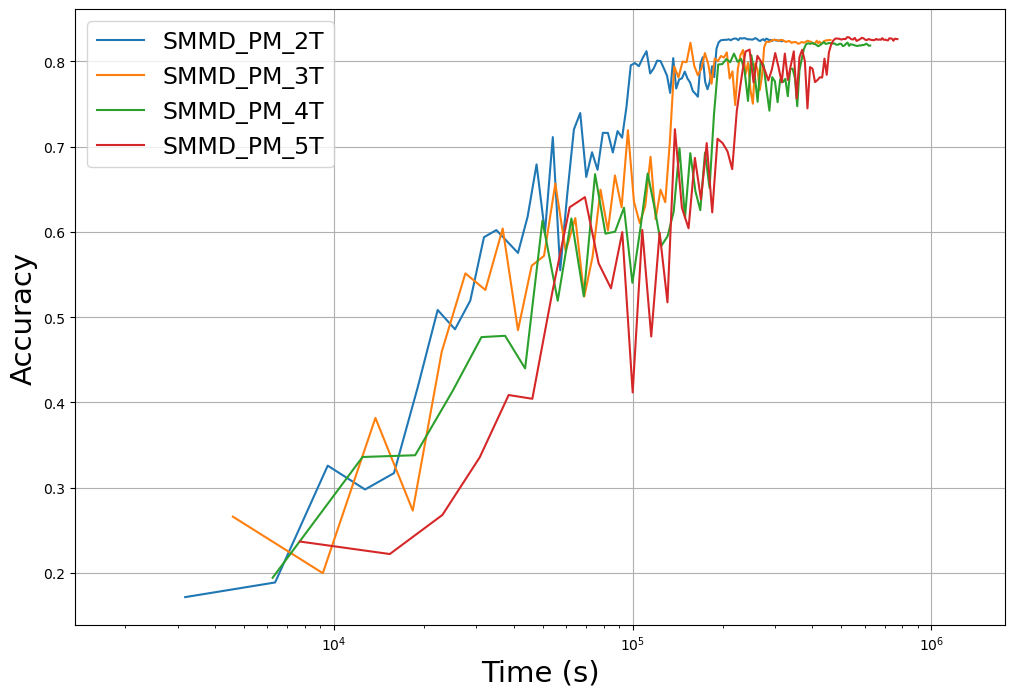 SMMD_PM_2T
SMMD_PM_3T
SMMD_PM_4T
SMMD_PM_5T
Accuracy
0.8
0.7
0.6
0.5
0.4
0.3
0.2
10⁴
10⁵
10⁶
Time (s)